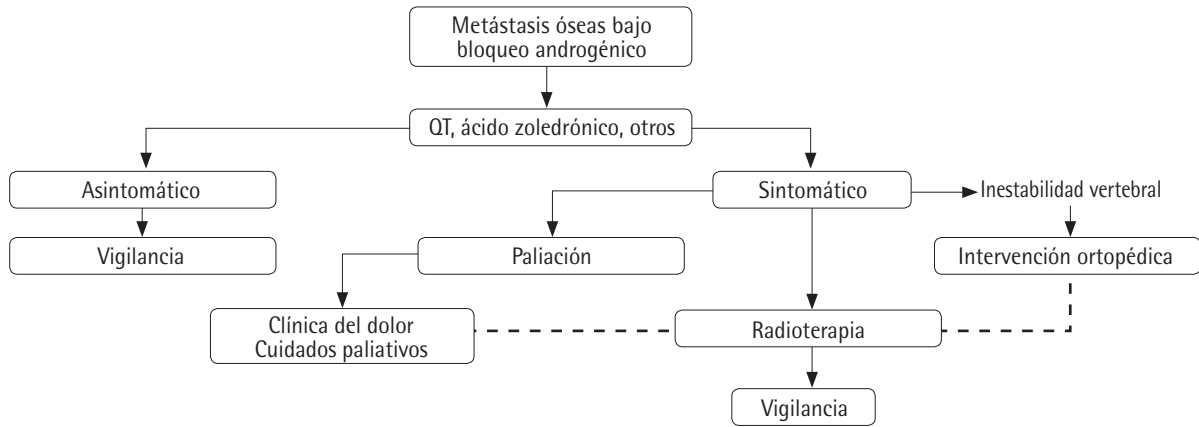 Metástasis óseas bajo
bloqueo androgénico
QT, ácido zoledrónico, otros
Asintomático
Sintomático
Inestabilidad vertebral
Vigilancia
Paliación
Intervención ortopédica
Clínica del dolor
Cuidados paliativos
Radioterapia
Vigilancia